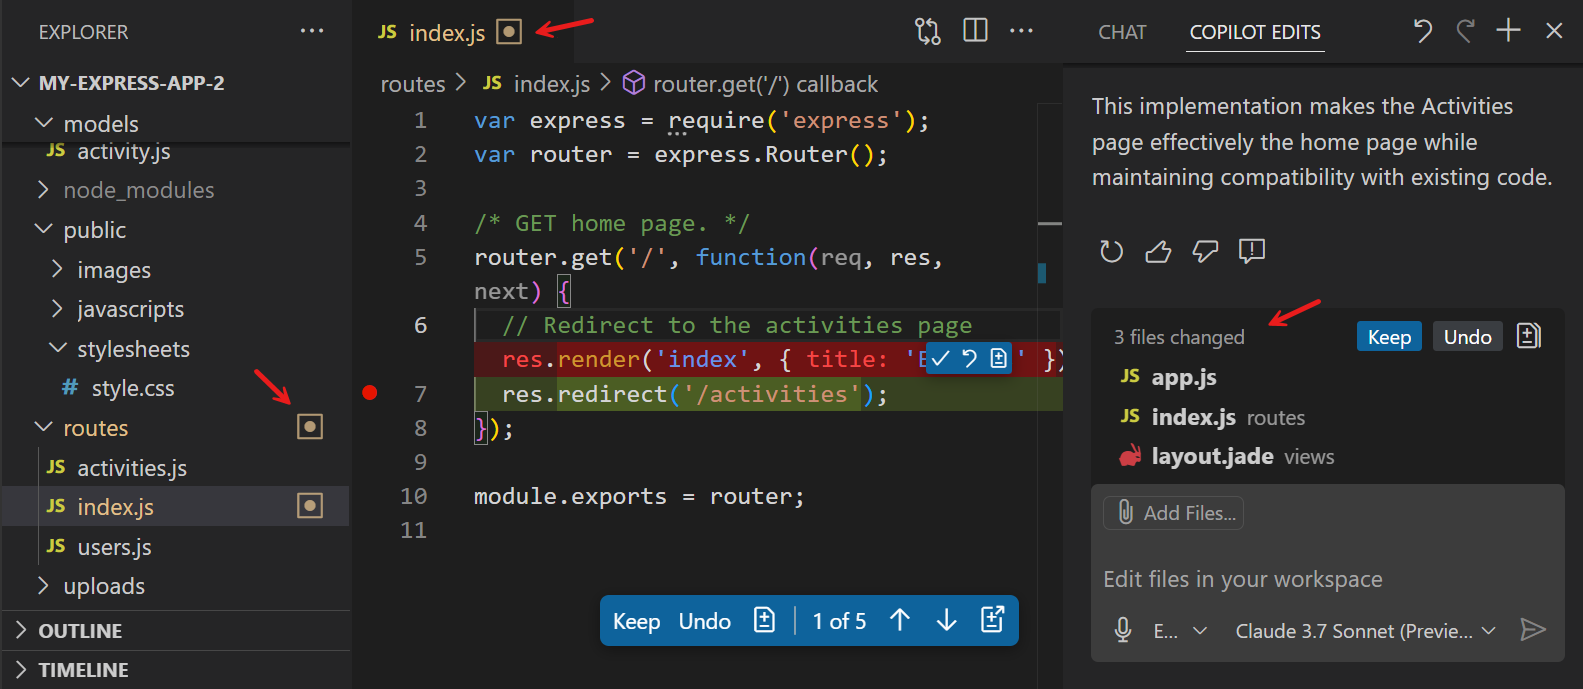 EXPLORER
MY-EXPRESS-APP-2
models
JS activity.js
node_modules
public
images
javascripts
stylesheets
# style.css
routes
JS activities.js
JS index.js
JS users.js
uploads
OUTLINE
TIMELINE
JS index.js
routes > JS index.js > router.get('/') callback
1 var express = require('express');
2 var router = express.Router();
3
4 /* GET home page. */
5 router.get('/', function(req, res,
next) {
6 // Redirect to the activities page
res.render('index', { title: ' ' })
7 res.redirect('/activities');
8 });
9
10 module.exports = router;
11
Keep Undo 1 of 5
CHAT COPILOT EDITS
This implementation makes the Activities
page effectively the home page while
maintaining compatibility with existing code.
3 files changed Keep Undo
JS app.js
JS index.js routes
layout.jade views
Add Files...
Edit files in your workspace
E... Claude 3.7 Sonnet (Previe...